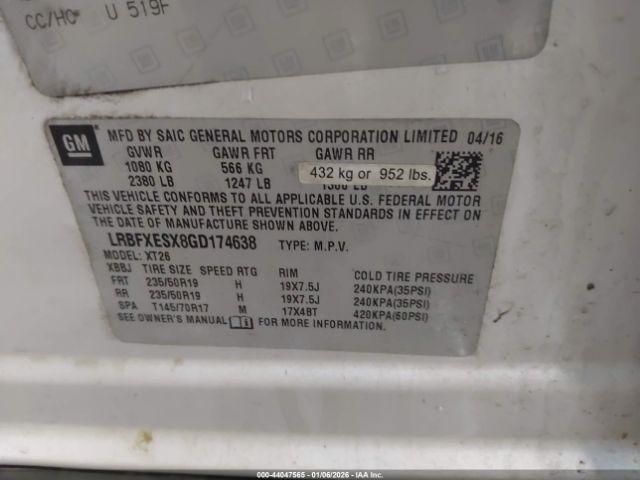 CC/HC U 519F
GM
MFD BY SAIC GENERAL MOTORS CORPORATION LIMITED 04/16
GVWR GAWR FRT GAWR RR
1080 KG 566 KG 432 kg or 952 lbs.
2380 LB 1247 LB
THIS VEHICLE CONFORMS TO ALL APPLICABLE U.S. FEDERAL
VEHICLE SAFETY AND THEFT PREVENTION STANDARDS IN EFFECT ON
THE DATE OF MANUFACTURE SHOWN ABOVE.
LRBFXESX8GD174638 TYPE: M.P.V.
MODEL: XT26
XBBJ TIRE SIZE SPEED RTG RIM COLD TIRE PRESSURE
FRT 235/50R19 H 19X7.5J 240KPA(35PSI)
RR 235/50R19 H 19X7.5J 240KPA(35PSI)
SPA T145/70R17 M 17X4BT 420KPA(60PSI)
SEE OWNER'S MANUAL FOR MORE INFORMATION.
000-44047565 - 01/06/2026 - IAA Inc.